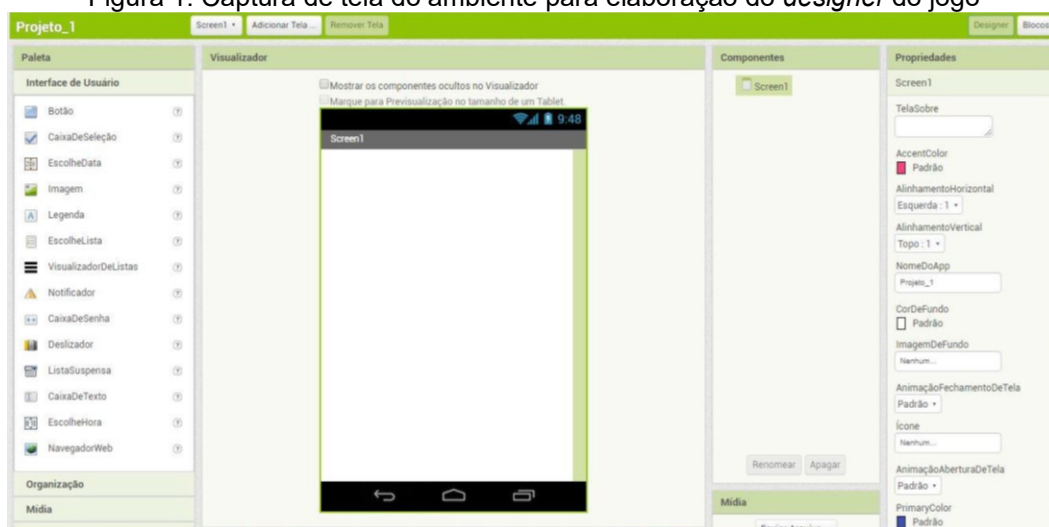 Figura 1: Captura de tela do ambiente para elaboração do designer do jogo
Projeto_1 Screen1 Adicionar Tela ... Remover Tela Designer Blocos
Paleta
Interface de Usuário
Botão
CaixaDeSeleção
EscolheData
Imagem
Legenda
EscolheLista
VisualizadorDeListas
Notificador
CaixaDeSenha
Deslizador
ListaSuspensa
CaixaDeTexto
EscolheHora
NavegadorWeb
Organização
Mídia
Visualizador
Mostrar os componentes ocultos no Visualizador
Marque para Previsualização no tamanho de um Tablet.
9:48
Screen1
Componentes
Screen1
Renomear Apagar
Mídia
Propriedades
Screen1
TelaSobre
AccentColor
Padrão
AlinhamentoHorizontal
Esquerda : 1
AlinhamentoVertical
Topo : 1
NomeDoApp
Projeto_1
CorDeFundo
Padrão
ImagemDeFundo
Nenhum...
AnimaçãoFechamentoDeTela
Padrão
Ícone
Nenhum...
AnimaçãoAberturaDeTela
Padrão
PrimaryColor
Padrão